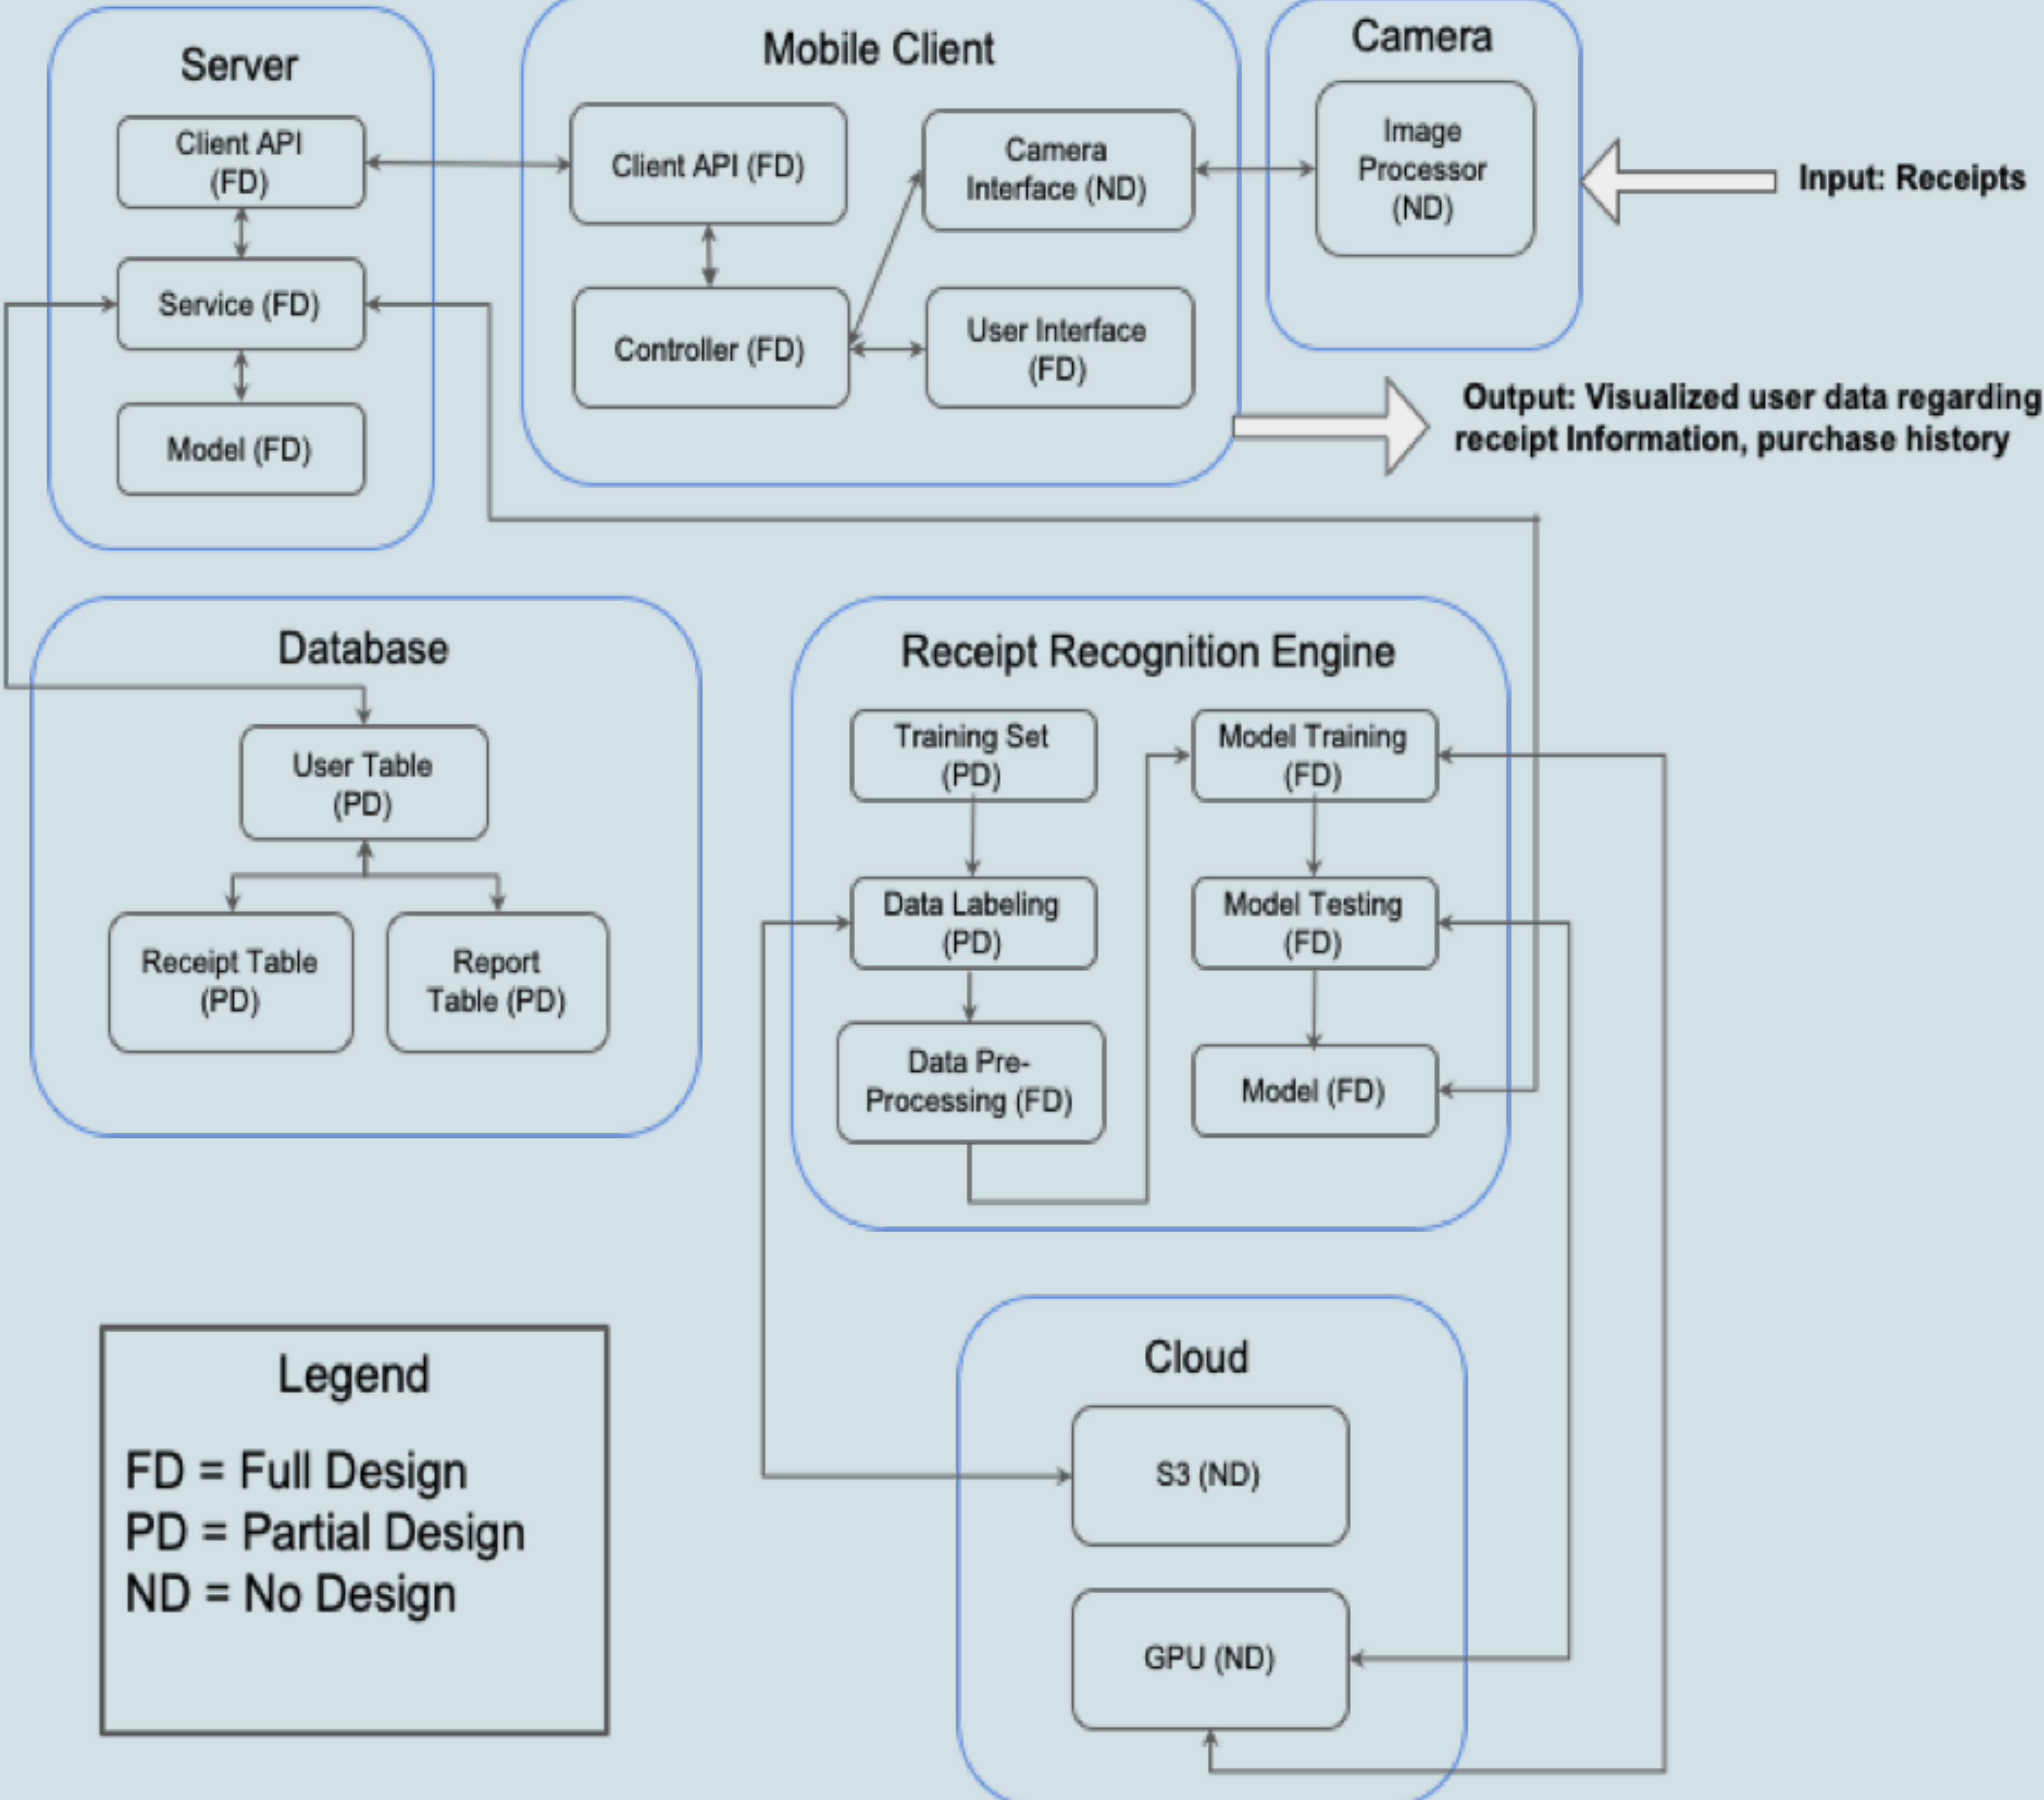 Server
Client API
(FD)
Service (FD)
Model (FD)
Mobile Client
Client API (FD)
Camera
Interface (ND)
Controller (FD)
User Interface
(FD)
Camera
Image
Processor
(ND)
Input: Receipts
Output: Visualized user data regarding
receipt Information, purchase history
Database
User Table
(PD)
Receipt Table
(PD)
Report
Table (PD)
Receipt Recognition Engine
Training Set
(PD)
Data Labeling
(PD)
Data Pre-
Processing (FD)
Model Training
(FD)
Model Testing
(FD)
Model (FD)
Cloud
S3 (ND)
GPU (ND)
Legend
FD = Full Design
PD = Partial Design
ND = No Design